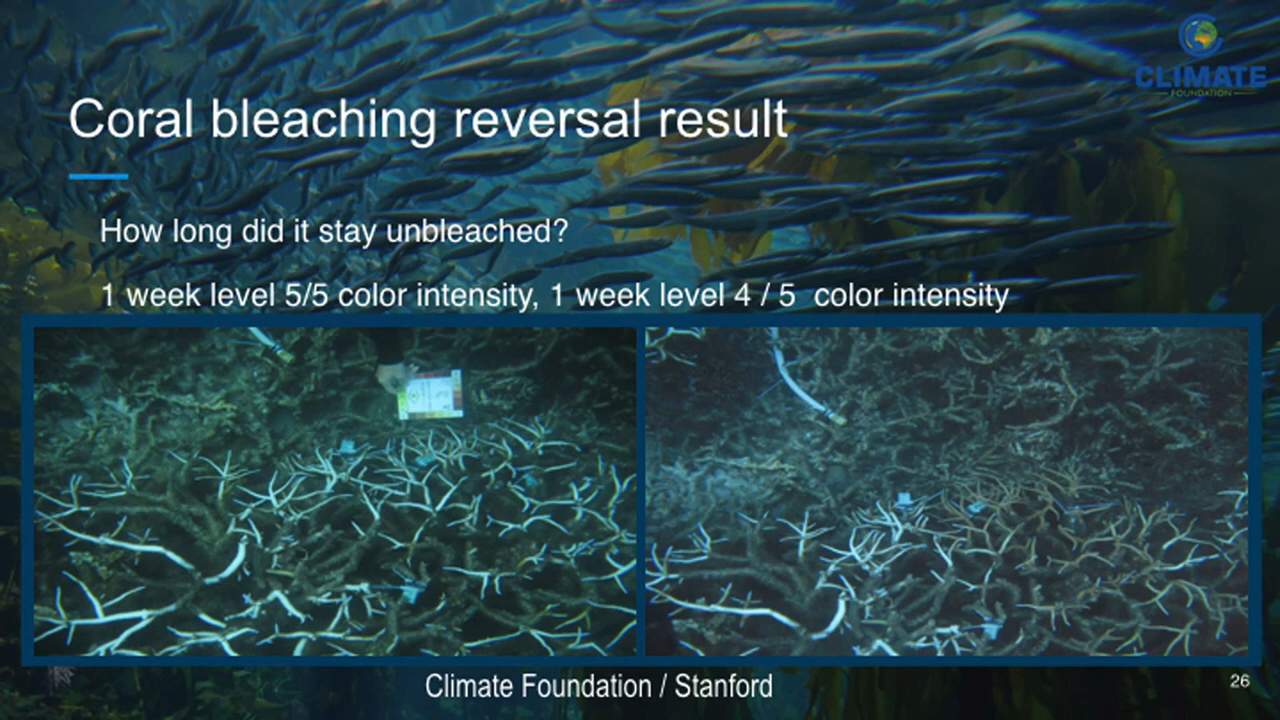 CLIMATE
FOUNDATION
Coral bleaching reversal result
How long did it stay unbleached?
1 week level 5/5 color intensity, 1 week level 4 / 5 color intensity
Climate Foundation / Stanford
26